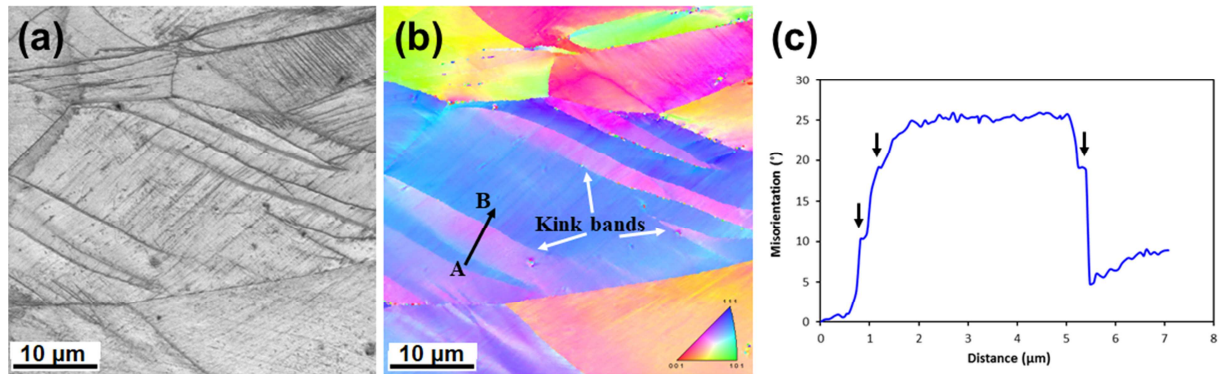 (a)
10 µm
(b)
B
Kink bands
A
10 µm
111
001
101
(c)
30
25
20
15
10
5
0
Misorientation (°)
0 1 2 3 4 5 6 7 8
Distance (µm)